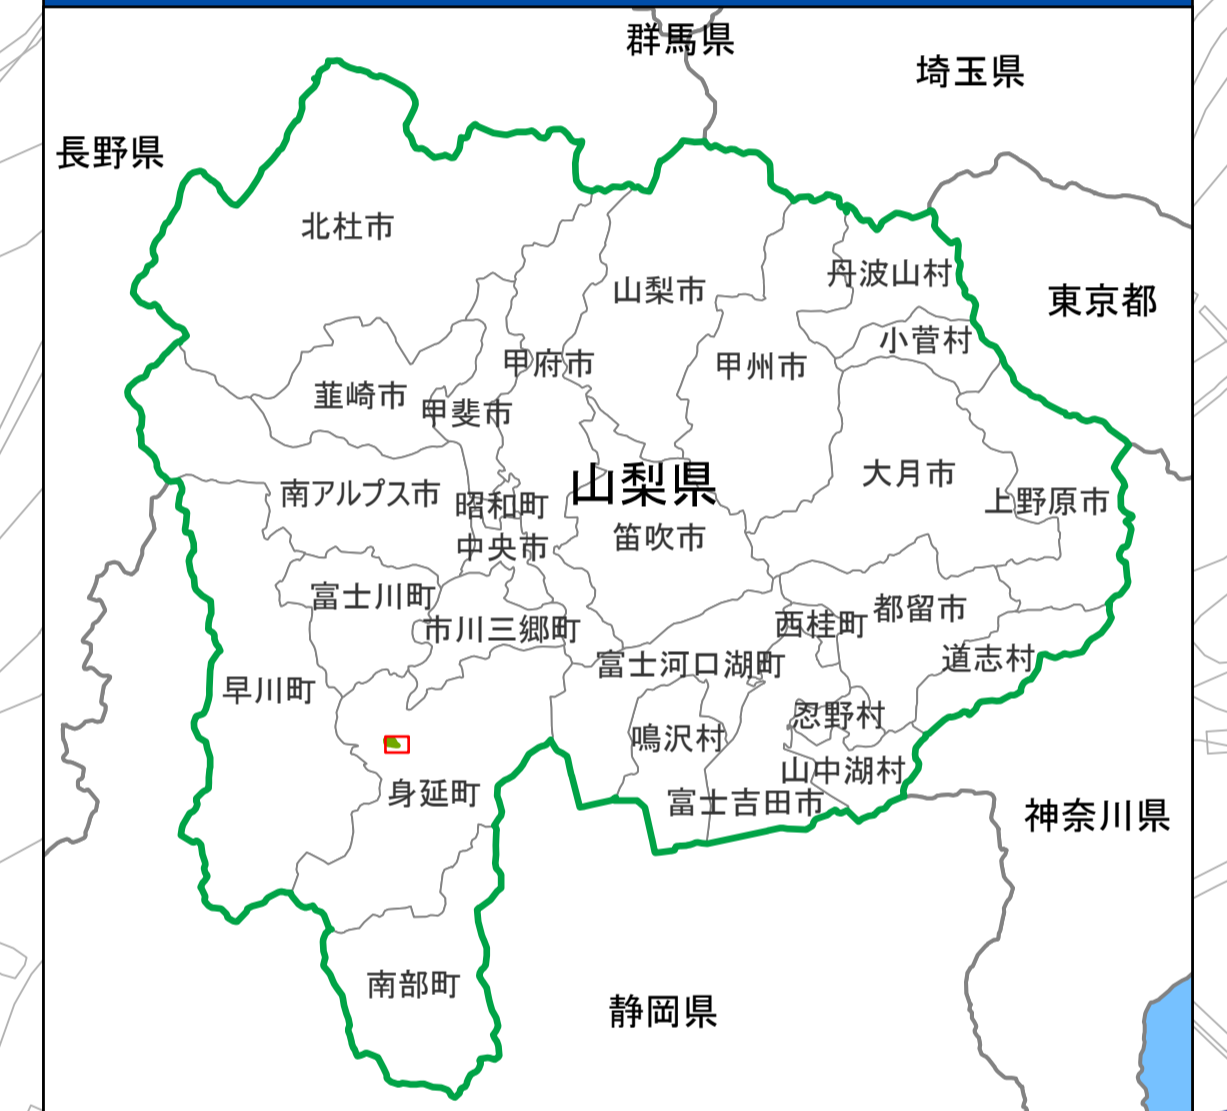 群馬県
埼玉県
長野県
北杜市
丹波山村
山梨市
東京都
小菅村
甲府市
甲州市
韮崎市
甲斐市
大月市
山梨県
南アルプス市
上野原市
昭和町
笛吹市
中央市
富士川町
都留市
西桂町
市川三郷町
道志村
富士河口湖町
早川町
忍野村
鳴沢村
山中湖村
身延町
富士吉田市
神奈川県
南部町
静岡県